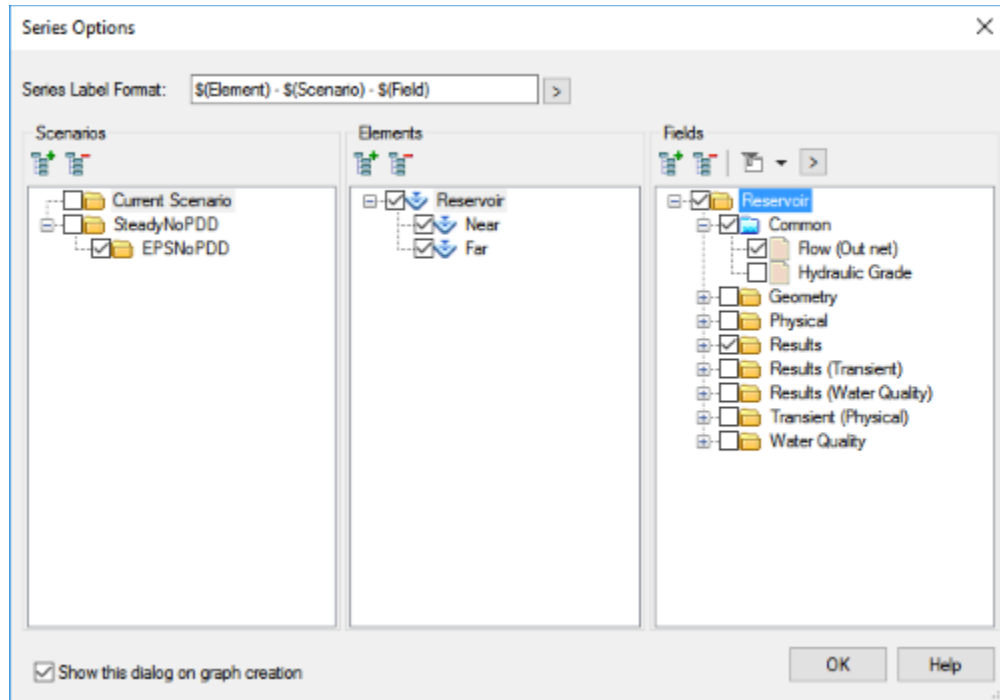 Series Options
Series Label Format: $(Element) - $(Scenario) - $(Field) >
Scenarios
Current Scenario
SteadyNoPDD
EPSNoPDD
Elements
Reservoir
Near
Far
Fields
>
Reservoir
Common
Flow (Out net)
Hydraulic Grade
Geometry
Physical
Results
Results (Transient)
Results (Water Quality)
Transient (Physical)
Water Quality
Show this dialog on graph creation
OK
Help